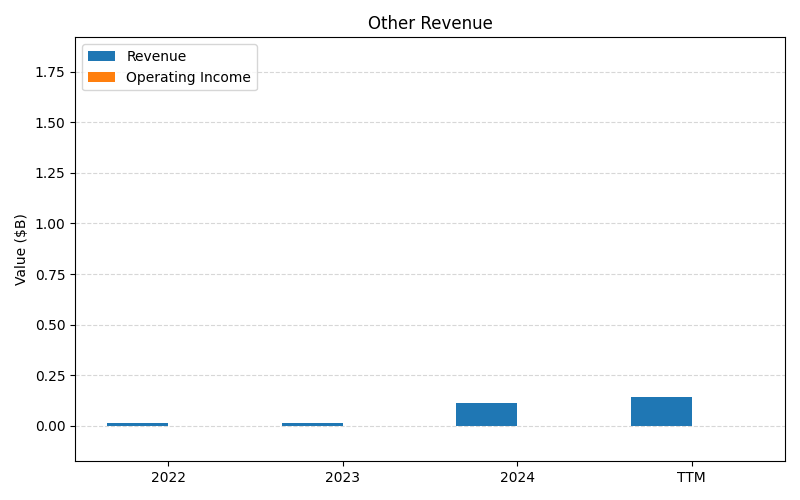 Other Revenue
Revenue
Operating Income
Value ($B)
1.75
1.50
1.25
1.00
0.75
0.50
0.25
0.00
2022 2023 2024 TTM